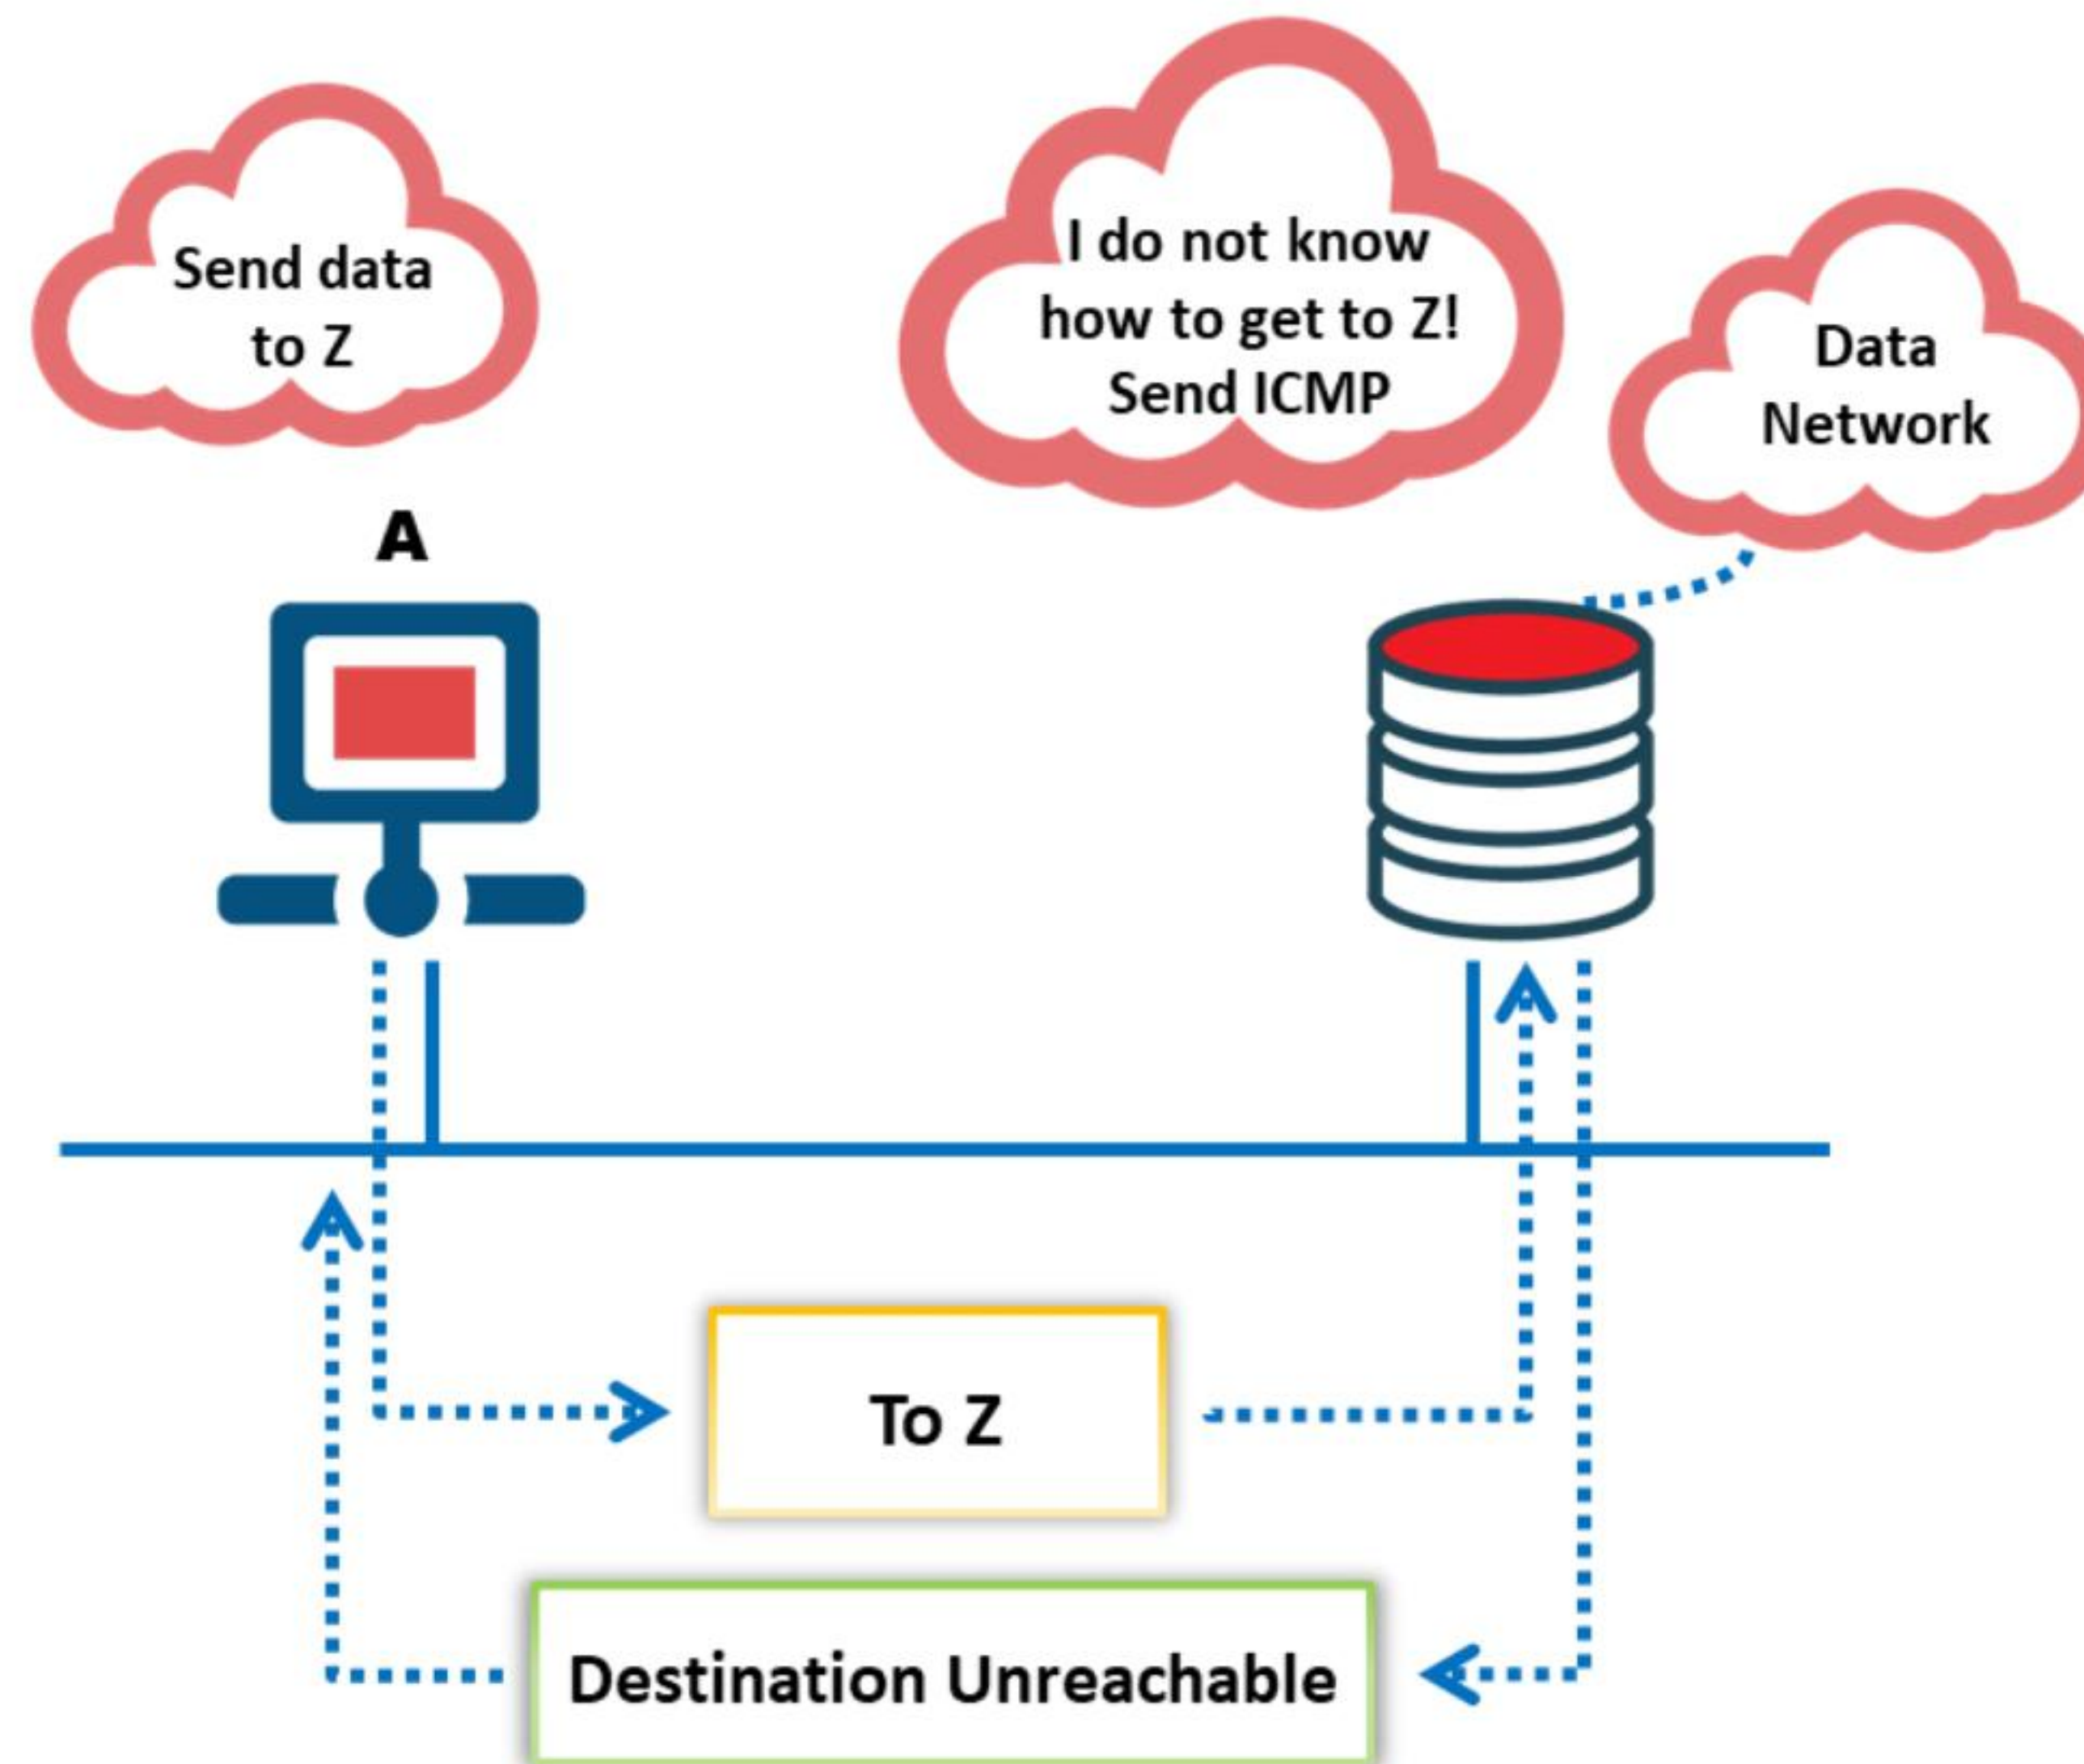 Send data
to Z
I do not know
how to get to Z!
Send ICMP
Data
Network
A
To Z
Destination Unreachable